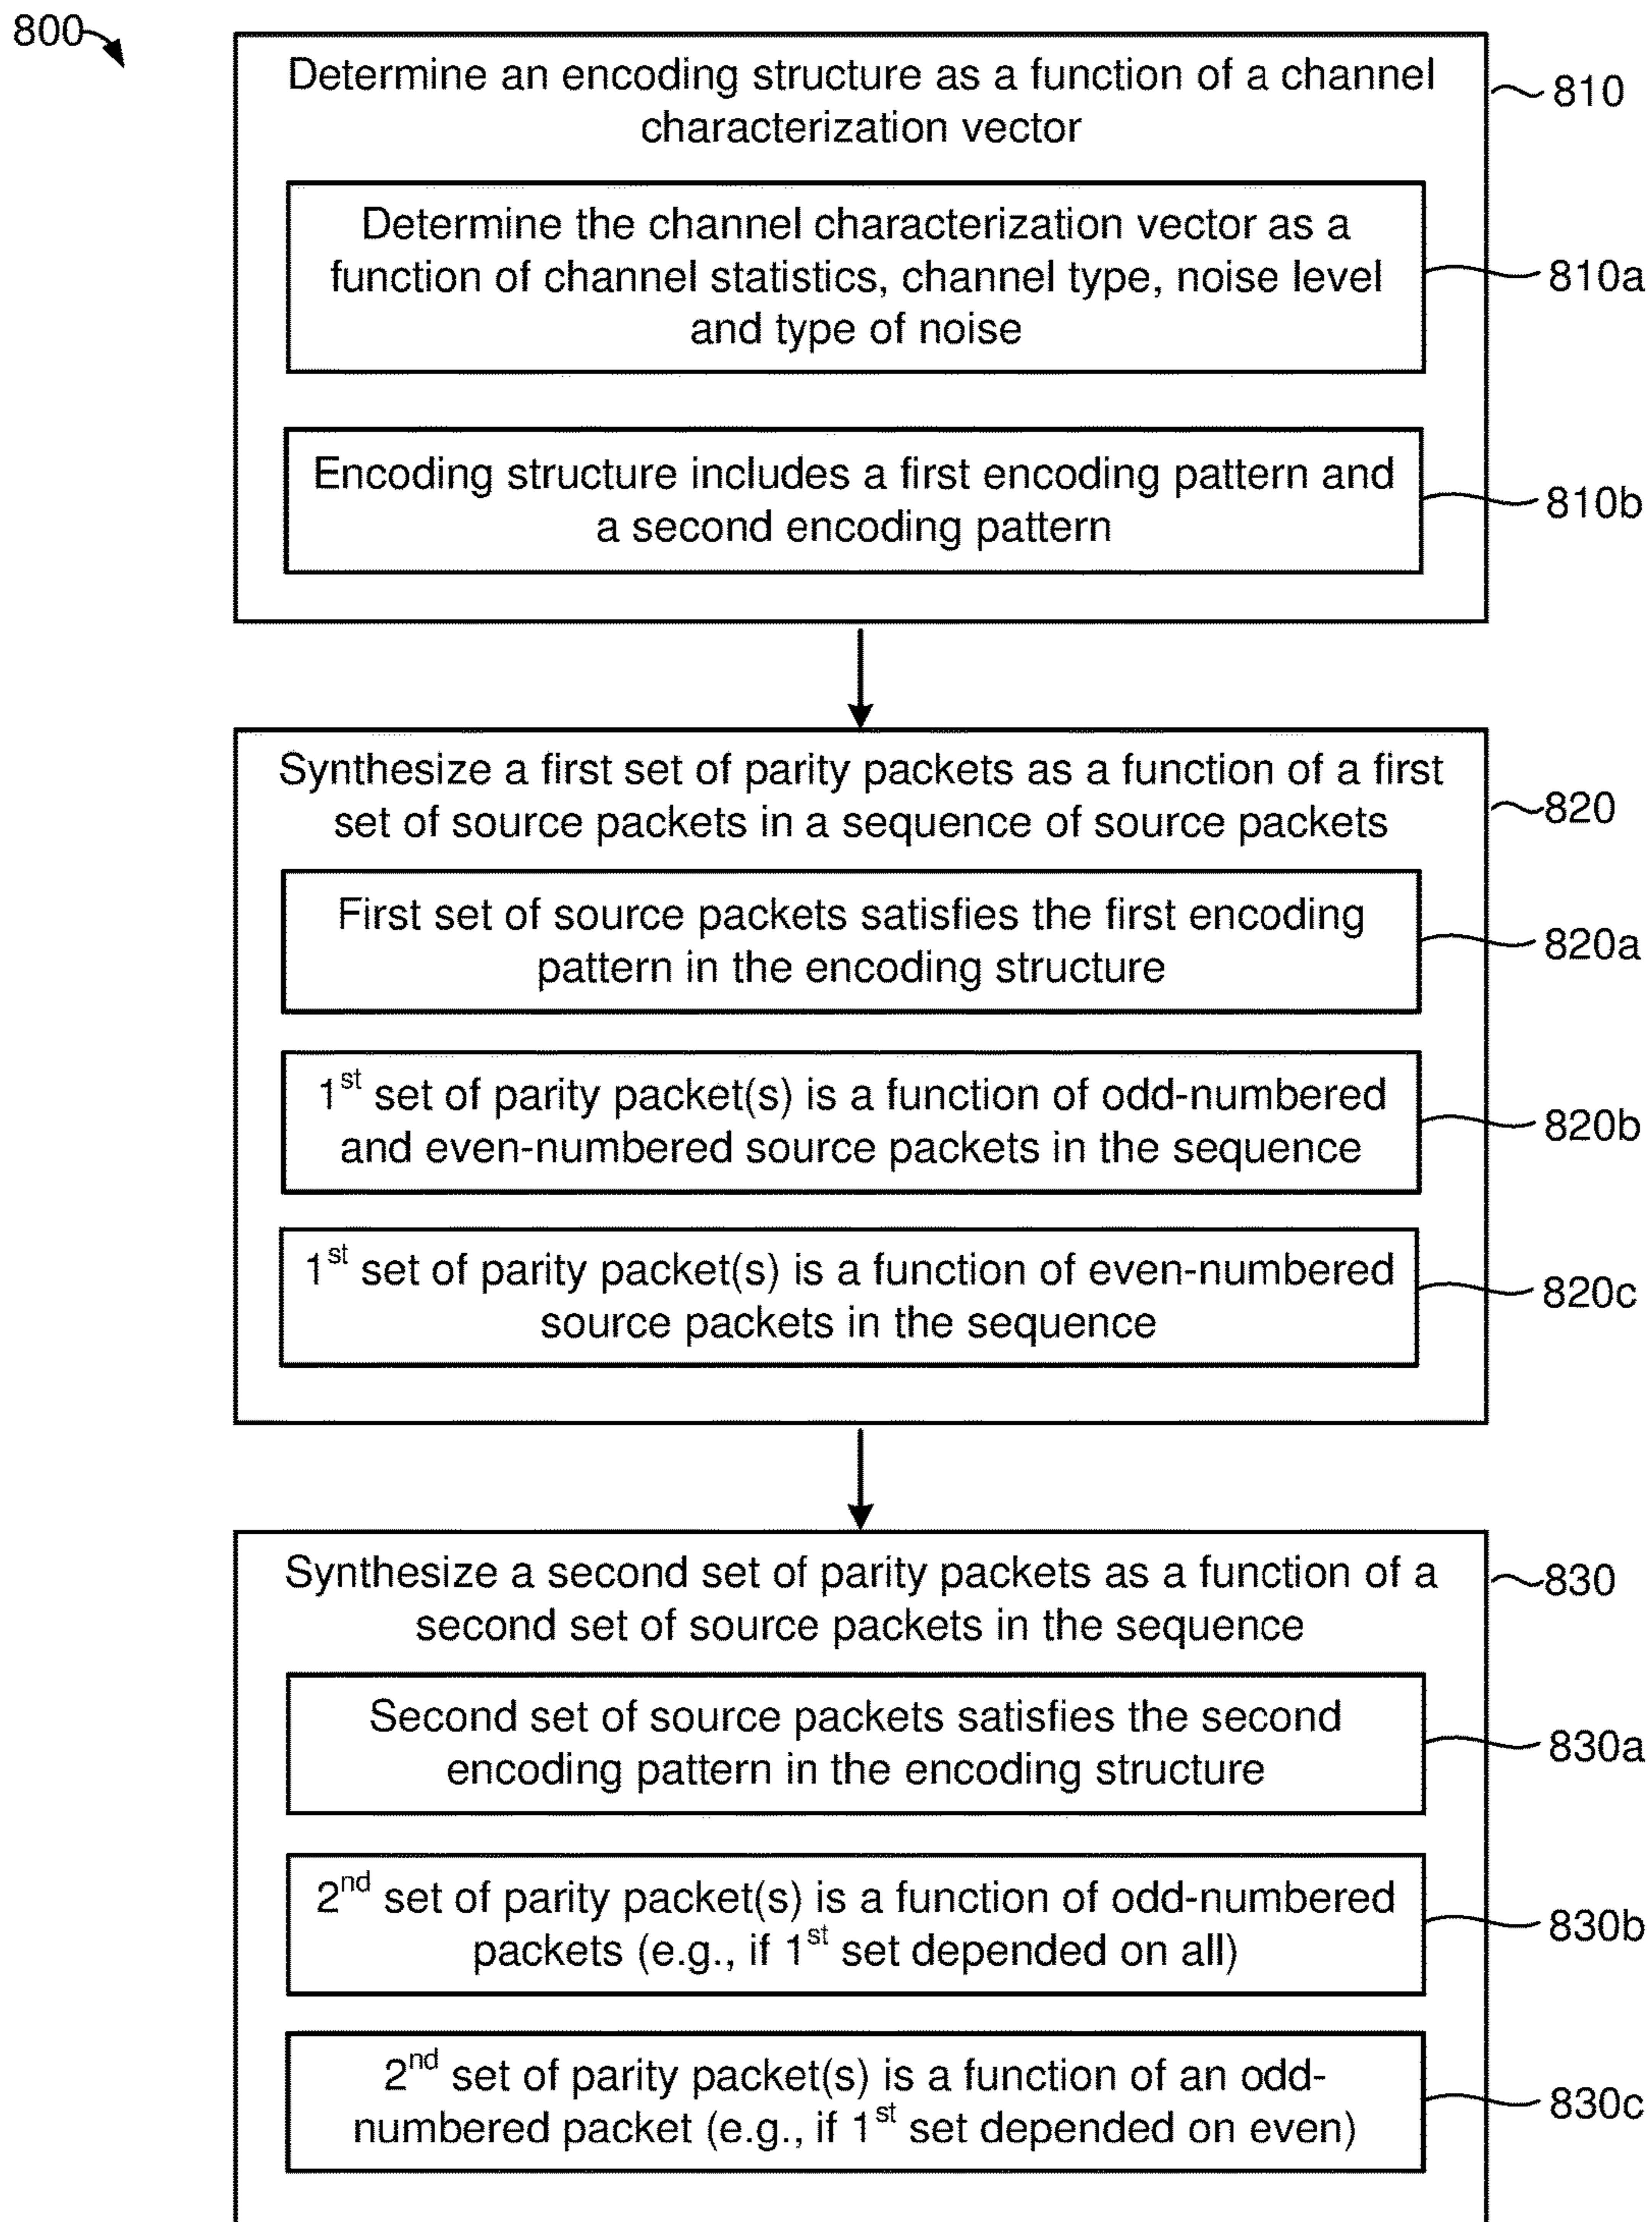 800
Determine an encoding structure as a function of a channel
characterization vector
810
Determine the channel characterization vector as a
function of channel statistics, channel type, noise level
and type of noise
810a
Encoding structure includes a first encoding pattern and
a second encoding pattern
810b
Synthesize a first set of parity packets as a function of a first
set of source packets in a sequence of source packets
820
First set of source packets satisfies the first encoding
pattern in the encoding structure
820a
1st set of parity packet(s) is a function of odd-numbered
and even-numbered source packets in the sequence
820b
1st set of parity packet(s) is a function of even-numbered
source packets in the sequence
820c
Synthesize a second set of parity packets as a function of a
second set of source packets in the sequence
830
Second set of source packets satisfies the second
encoding pattern in the encoding structure
830a
2nd set of parity packet(s) is a function of odd-numbered
packets (e.g., if 1st set depended on all)
830b
2nd set of parity packet(s) is a function of an odd-
numbered packet (e.g., if 1st set depended on even)
830c